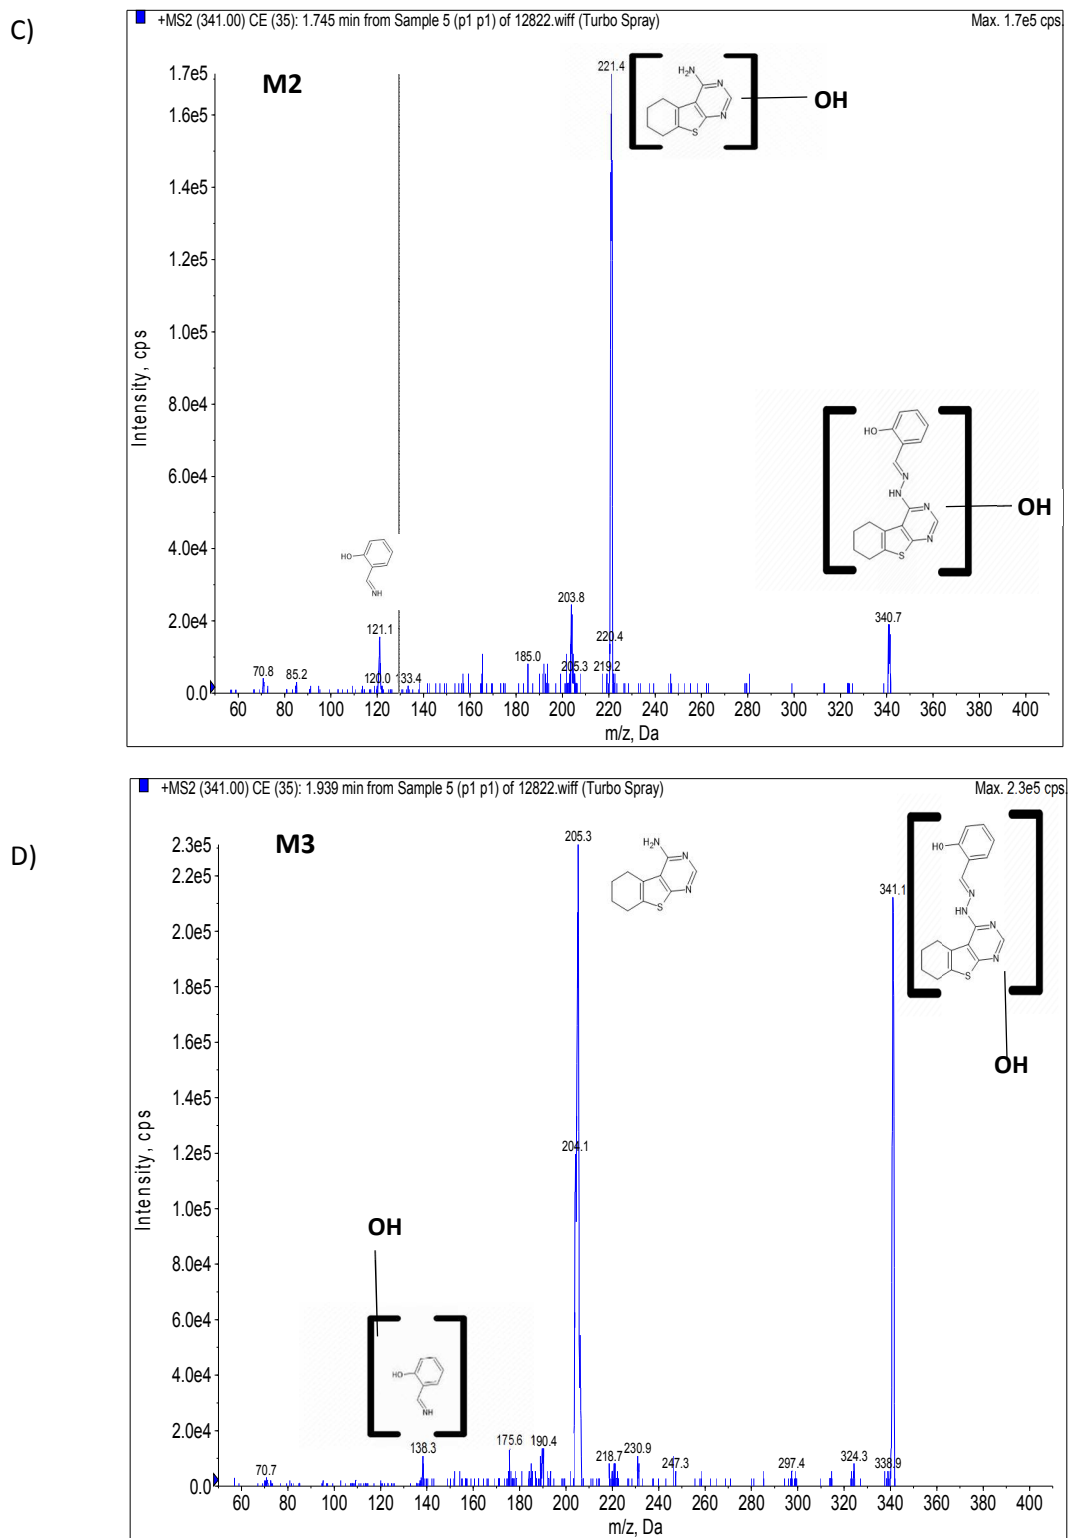 C)
+MS2 (341.00) CE (35): 1.745 min from Sample 5 (p1 p1) of 12822.wiff (Turbo Spray)
Max. 1.7e5 cps.
M2
1.7e5
1.6e5
1.4e5
1.2e5
1.0e5
8.0e4
6.0e4
4.0e4
2.0e4
0.0
Intensity, cps
221.4
H₂N
N
N
S
OH
HO
N
HN
N
N
S
OH
340.7
HO
NH
121.1
203.8
220.4
185.0
205.3
219.2
70.8
85.2
120.0
133.4
60 80 100 120 140 160 180 200 220 240 260 280 300 320 340 360 380 400
m/z, Da
D)
+MS2 (341.00) CE (35): 1.939 min from Sample 5 (p1 p1) of 12822.wiff (Turbo Spray)
Max. 2.3e5 cps.
M3
2.3e5
2.2e5
2.0e5
1.8e5
1.6e5
1.4e5
1.2e5
1.0e5
8.0e4
6.0e4
4.0e4
2.0e4
0.0
Intensity, cps
205.3
H₂N
N
N
S
341.1
HO
N
HN
N
N
S
OH
204.1
OH
HO
NH
138.3
175.6
190.4
218.7
230.9
247.3
297.4
324.3
338.9
70.7
60 80 100 120 140 160 180 200 220 240 260 280 300 320 340 360 380 400
m/z, Da